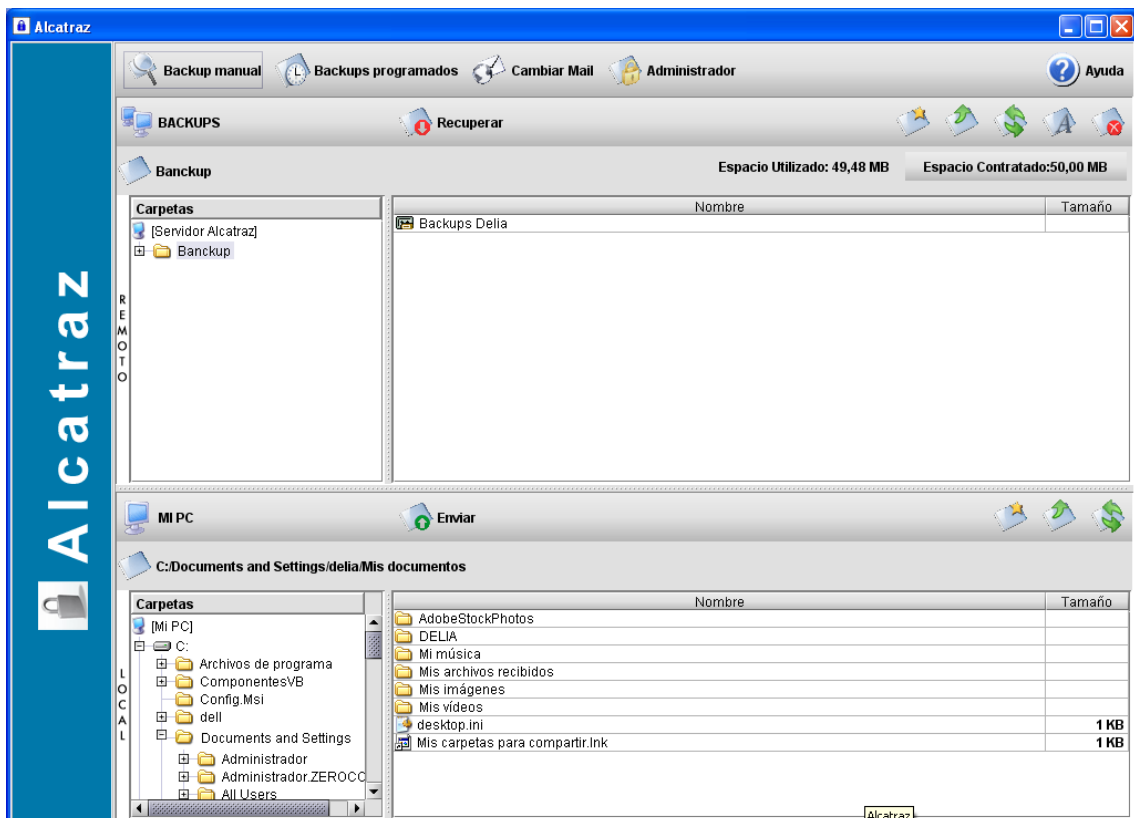 Alcatraz
Backup manual Backups programados Cambiar Mail Administrador Ayuda
BACKUPS Recuperar
Banckup Espacio Utilizado: 49,48 MB Espacio Contratado:50,00 MB
Carpetas Nombre Tamaño
[Servidor Alcatraz] Backups Delia
Banckup
REMOTO
Alcatraz
MI PC Enviar
C:/Documents and Settings/delia/Mis documentos
Carpetas Nombre Tamaño
[Mi PC] AdobeStockPhotos
C: DELIA
Archivos de programa Mi música
ComponentesVB Mis archivos recibidos
Config.Msi Mis imágenes
dell Mis vídeos
desktop.ini 1 KB
Documents and Settings Mis carpetas para compartir.lnk 1 KB
Administrador
Administrador.ZEROCO
All Users
LOCAL
Alcatraz